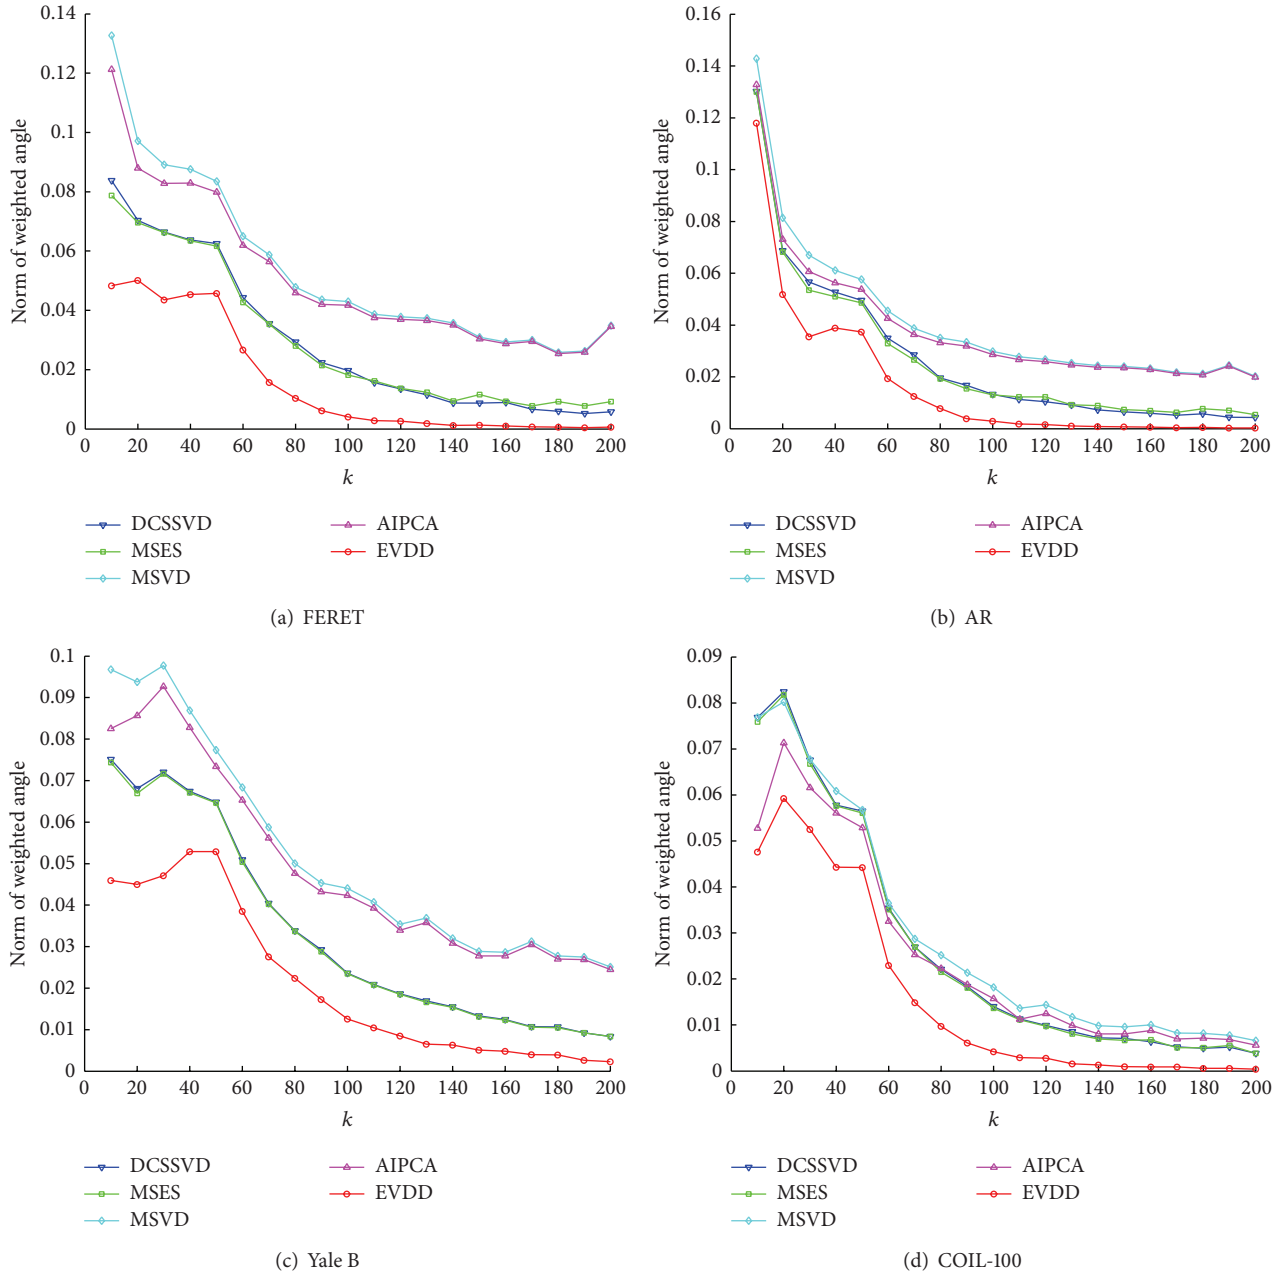 0.14
0.12
0.1
0.08
0.06
0.04
0.02
0
Norm of weighted angle
0 20 40 60 80 100 120 140 160 180 200
k
DCSSVD
MSES
MSVD
AIPCA
EVDD
(a) FERET
0.16
0.14
0.12
0.1
0.08
0.06
0.04
0.02
0
Norm of weighted angle
0 20 40 60 80 100 120 140 160 180 200
k
DCSSVD
MSES
MSVD
AIPCA
EVDD
(b) AR
0.1
0.09
0.08
0.07
0.06
0.05
0.04
0.03
0.02
0.01
0
Norm of weighted angle
0 20 40 60 80 100 120 140 160 180 200
k
DCSSVD
MSES
MSVD
AIPCA
EVDD
(c) Yale B
0.09
0.08
0.07
0.06
0.05
0.04
0.03
0.02
0.01
0
Norm of weighted angle
0 20 40 60 80 100 120 140 160 180 200
k
DCSSVD
MSES
MSVD
AIPCA
EVDD
(d) COIL-100